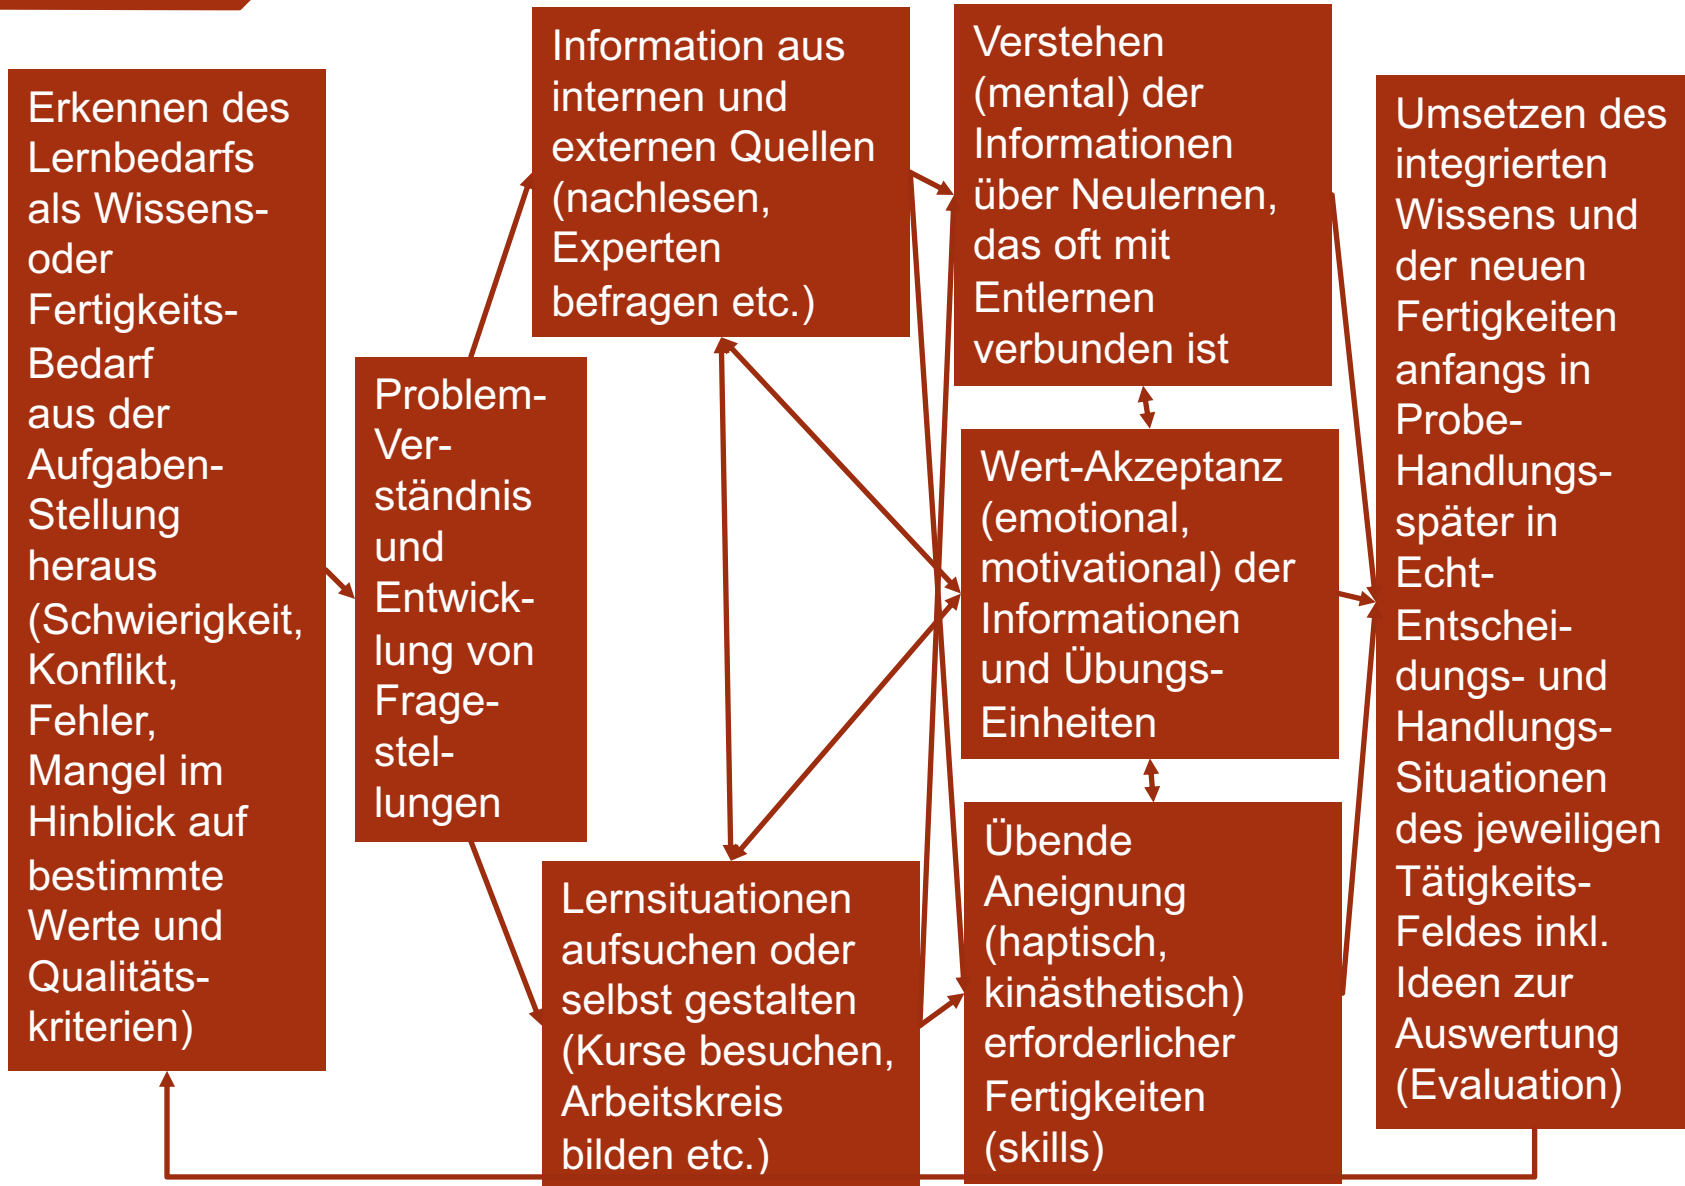 Erkennen des
Lernbedarfs
als Wissens-
oder
Fertigkeits-
Bedarf
aus der
Aufgaben-
Stellung
heraus
(Schwierigkeit,
Konflikt,
Fehler,
Mangel im
Hinblick auf
bestimmte
Werte und
Qualitäts-
kriterien)
Problem-
Ver-
ständnis
und
Entwick-
lung von
Frage-
stel-
lungen
Information aus
internen und
externen Quellen
(nachlesen,
Experten
befragen etc.)
Lernsituationen
aufsuchen oder
selbst gestalten
(Kurse besuchen,
Arbeitskreis
bilden etc.)
Verstehen
(mental) der
Informationen
über Neulernen,
das oft mit
Entlernen
verbunden ist
Wert-Akzeptanz
(emotional,
motivational) der
Informationen
und Übungs-
Einheiten
Übende
Aneignung
(haptisch,
kinästhetisch)
erforderlicher
Fertigkeiten
(skills)
Umsetzen des
integrierten
Wissens und
der neuen
Fertigkeiten
anfangs in
Probe-
Handlungs-
später in
Echt-
Entschei-
dungs- und
Handlungs-
Situationen
des jeweiligen
Tätigkeits-
Feldes inkl.
Ideen zur
Auswertung
(Evaluation)